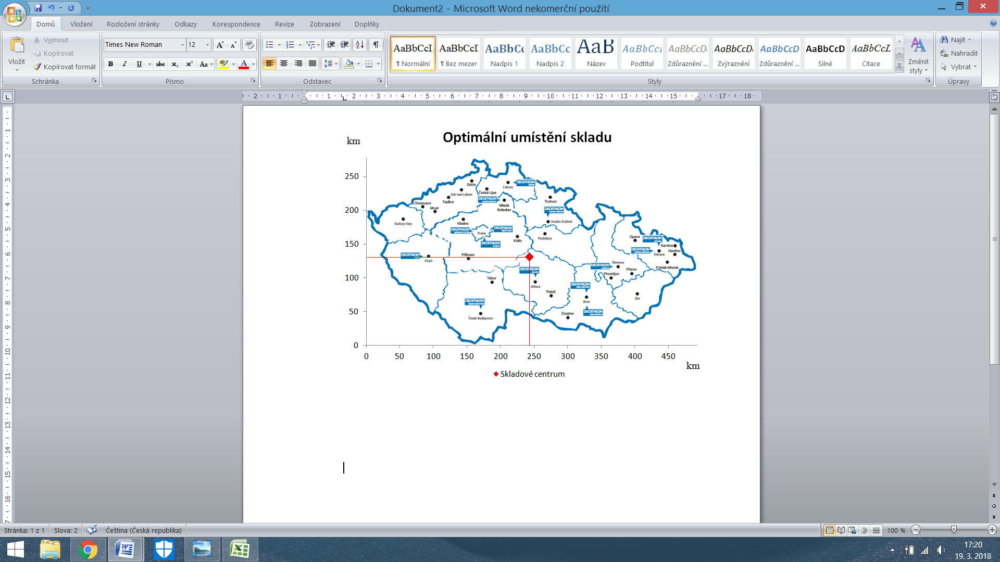 Dokument2 - Microsoft Word nekomerční použití
Domů Vložení Rozložení stránky Odkazy Korespondence Revize Zobrazení Doplňky
Vložit
Vyjmout
Kopírovat
Kopírovat formát
Schránka
Times New Roman 12
Písmo
Odstavec
AaBbCcI AaBbCcI AaBbCc AaBbCc AaB AaBbCcI AaBbCcD AaBbCcD AaBbCcD AaBbCcD AaBbCcL
¶ Normální ¶ Bez mezer Nadpis 1 Nadpis 2 Název Podtitul Zdůraznění ... Zvýraznění Zdůraznění ... Silné Citace
Styly
Změnit styly
Najít
Nahradit
Vybrat
Úpravy
2 1 1 2 3 4 5 6 7 8 9 10 11 12 13 14 15 17 18
Optimální umístění skladu
km
250
200
150
100
50
0
Děčín
Liberec
DECATHLON
Ústí nad Labem
Česká Lípa
Teplice
DECATHLON
Mladá Boleslav
Trutnov
Chomutov
Most
DECATHLON
Karlovy Vary
Kladno
Hradec Králové
DECATHLON
Praha
DECATHLON
Kolín
Pardubice
DECATHLON
Opava
DECATHLON
Karviná
DECATHLON
Ostrava
Havířov
DECATHLON
Plzeň
Příbram
Olomouc
DECATHLON
Frýdek-Místek
DECATHLON
Přerov
Prostějov
Tábor
Jihlava
DECATHLON
Třebíč
Brno
Zlín
DECATHLON
České Budějovice
Znojmo
DECATHLON
0 50 100 150 200 250 300 350 400 450
km
Skladové centrum
Stránka: 1 z 1 Slova: 2 Čeština (Česká republika)
100 %
17:20
19. 3. 2018